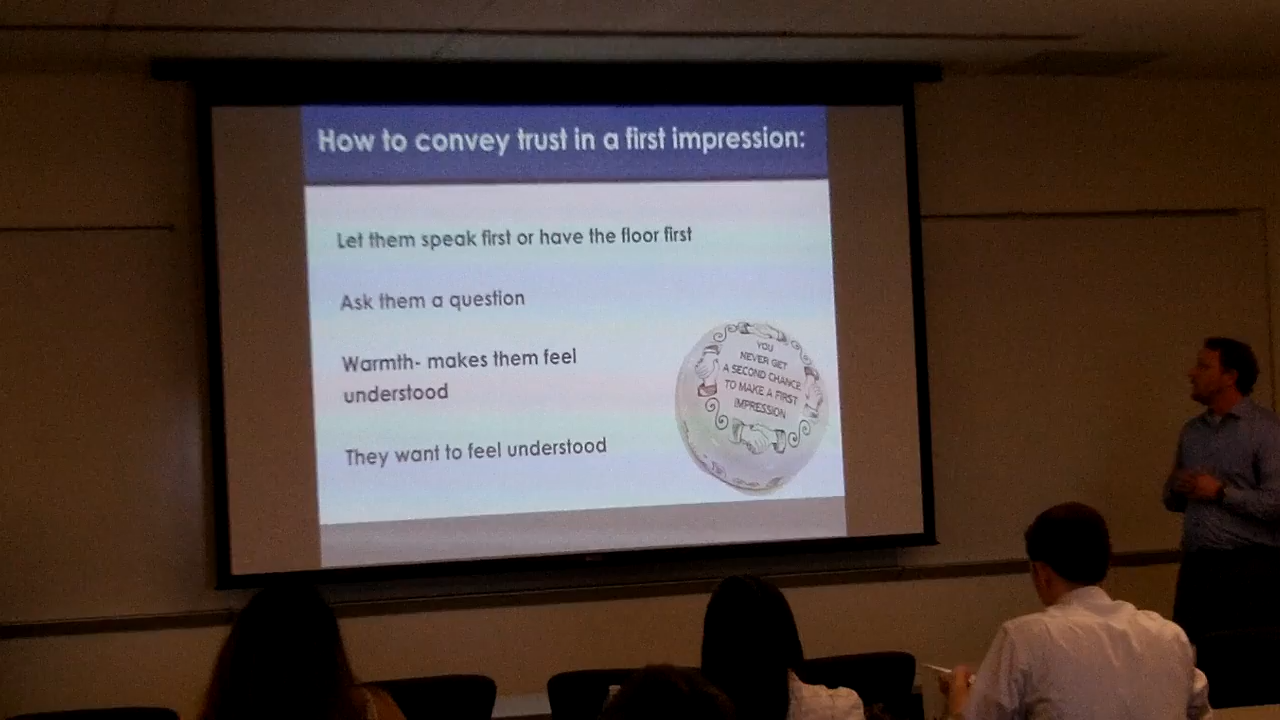 How to convey trust in a first impression:
Let them speak first or have the floor first
Ask them a question
Warmth- makes them feel
understood
They want to feel understood
YOU
NEVER GET
A SECOND CHANCE
TO MAKE A FIRST
IMPRESSION